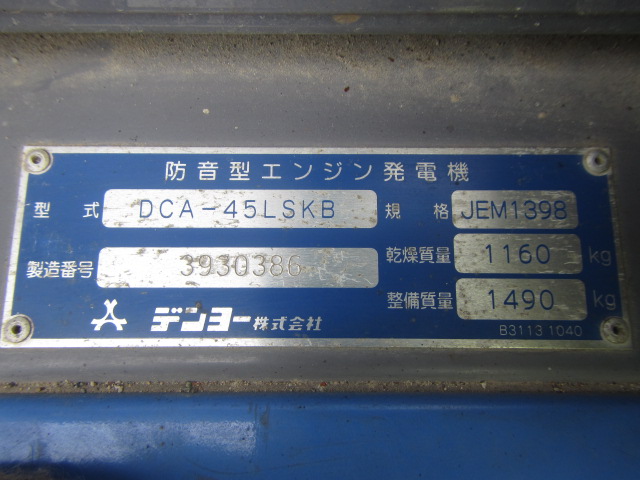 防音型エンジン発電機
型式 DCA-45LSKB 規格 JEM1398
製造番号 3930386 乾燥質量 1160 kg
整備質量 1490 kg
デンヨー株式会社
B3113 1040